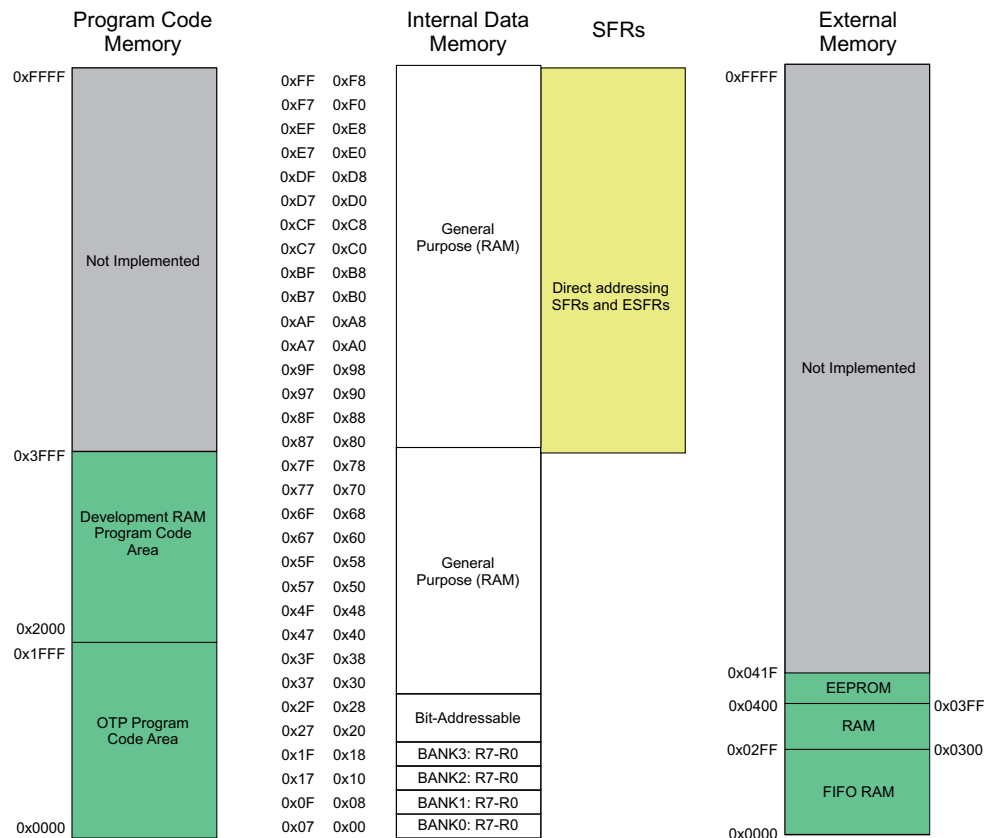 Program Code
Memory
0xFFFF
Not Implemented
0x3FFF
Development RAM
Program Code
Area
0x2000
0x1FFF
OTP Program
Code Area
0x0000
Internal Data
Memory
SFRs
0xFF 0xF8
0xF7 0xF0
0xEF 0xE8
0xE7 0xE0
0xDF 0xD8
0xD7 0xD0
0xCF 0xC8
0xC7 0xC0
0xBF 0xB8
0xB7 0xB0
0xAF 0xA8
0xA7 0xA0
0x9F 0x98
0x97 0x90
0x8F 0x88
0x87 0x80
0x7F 0x78
0x77 0x70
0x6F 0x68
0x67 0x60
0x5F 0x58
0x57 0x50
0x4F 0x48
0x47 0x40
0x3F 0x38
0x37 0x30
0x2F 0x28
0x27 0x20
0x1F 0x18
0x17 0x10
0x0F 0x08
0x07 0x00
General
Purpose (RAM)
General
Purpose (RAM)
Bit-Addressable
BANK3: R7-R0
BANK2: R7-R0
BANK1: R7-R0
BANK0: R7-R0
Direct addressing
SFRs and ESFRs
External
Memory
0xFFFF
Not Implemented
0x041F
EEPROM
0x0400 0x03FF
RAM
0x02FF 0x0300
FIFO RAM
0x0000